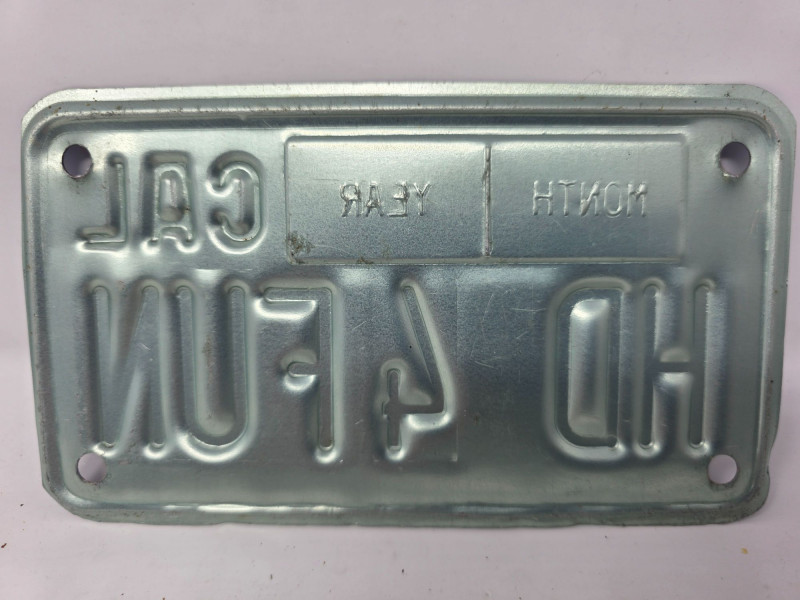 MONTH YEAR CAL
HD 4FUN